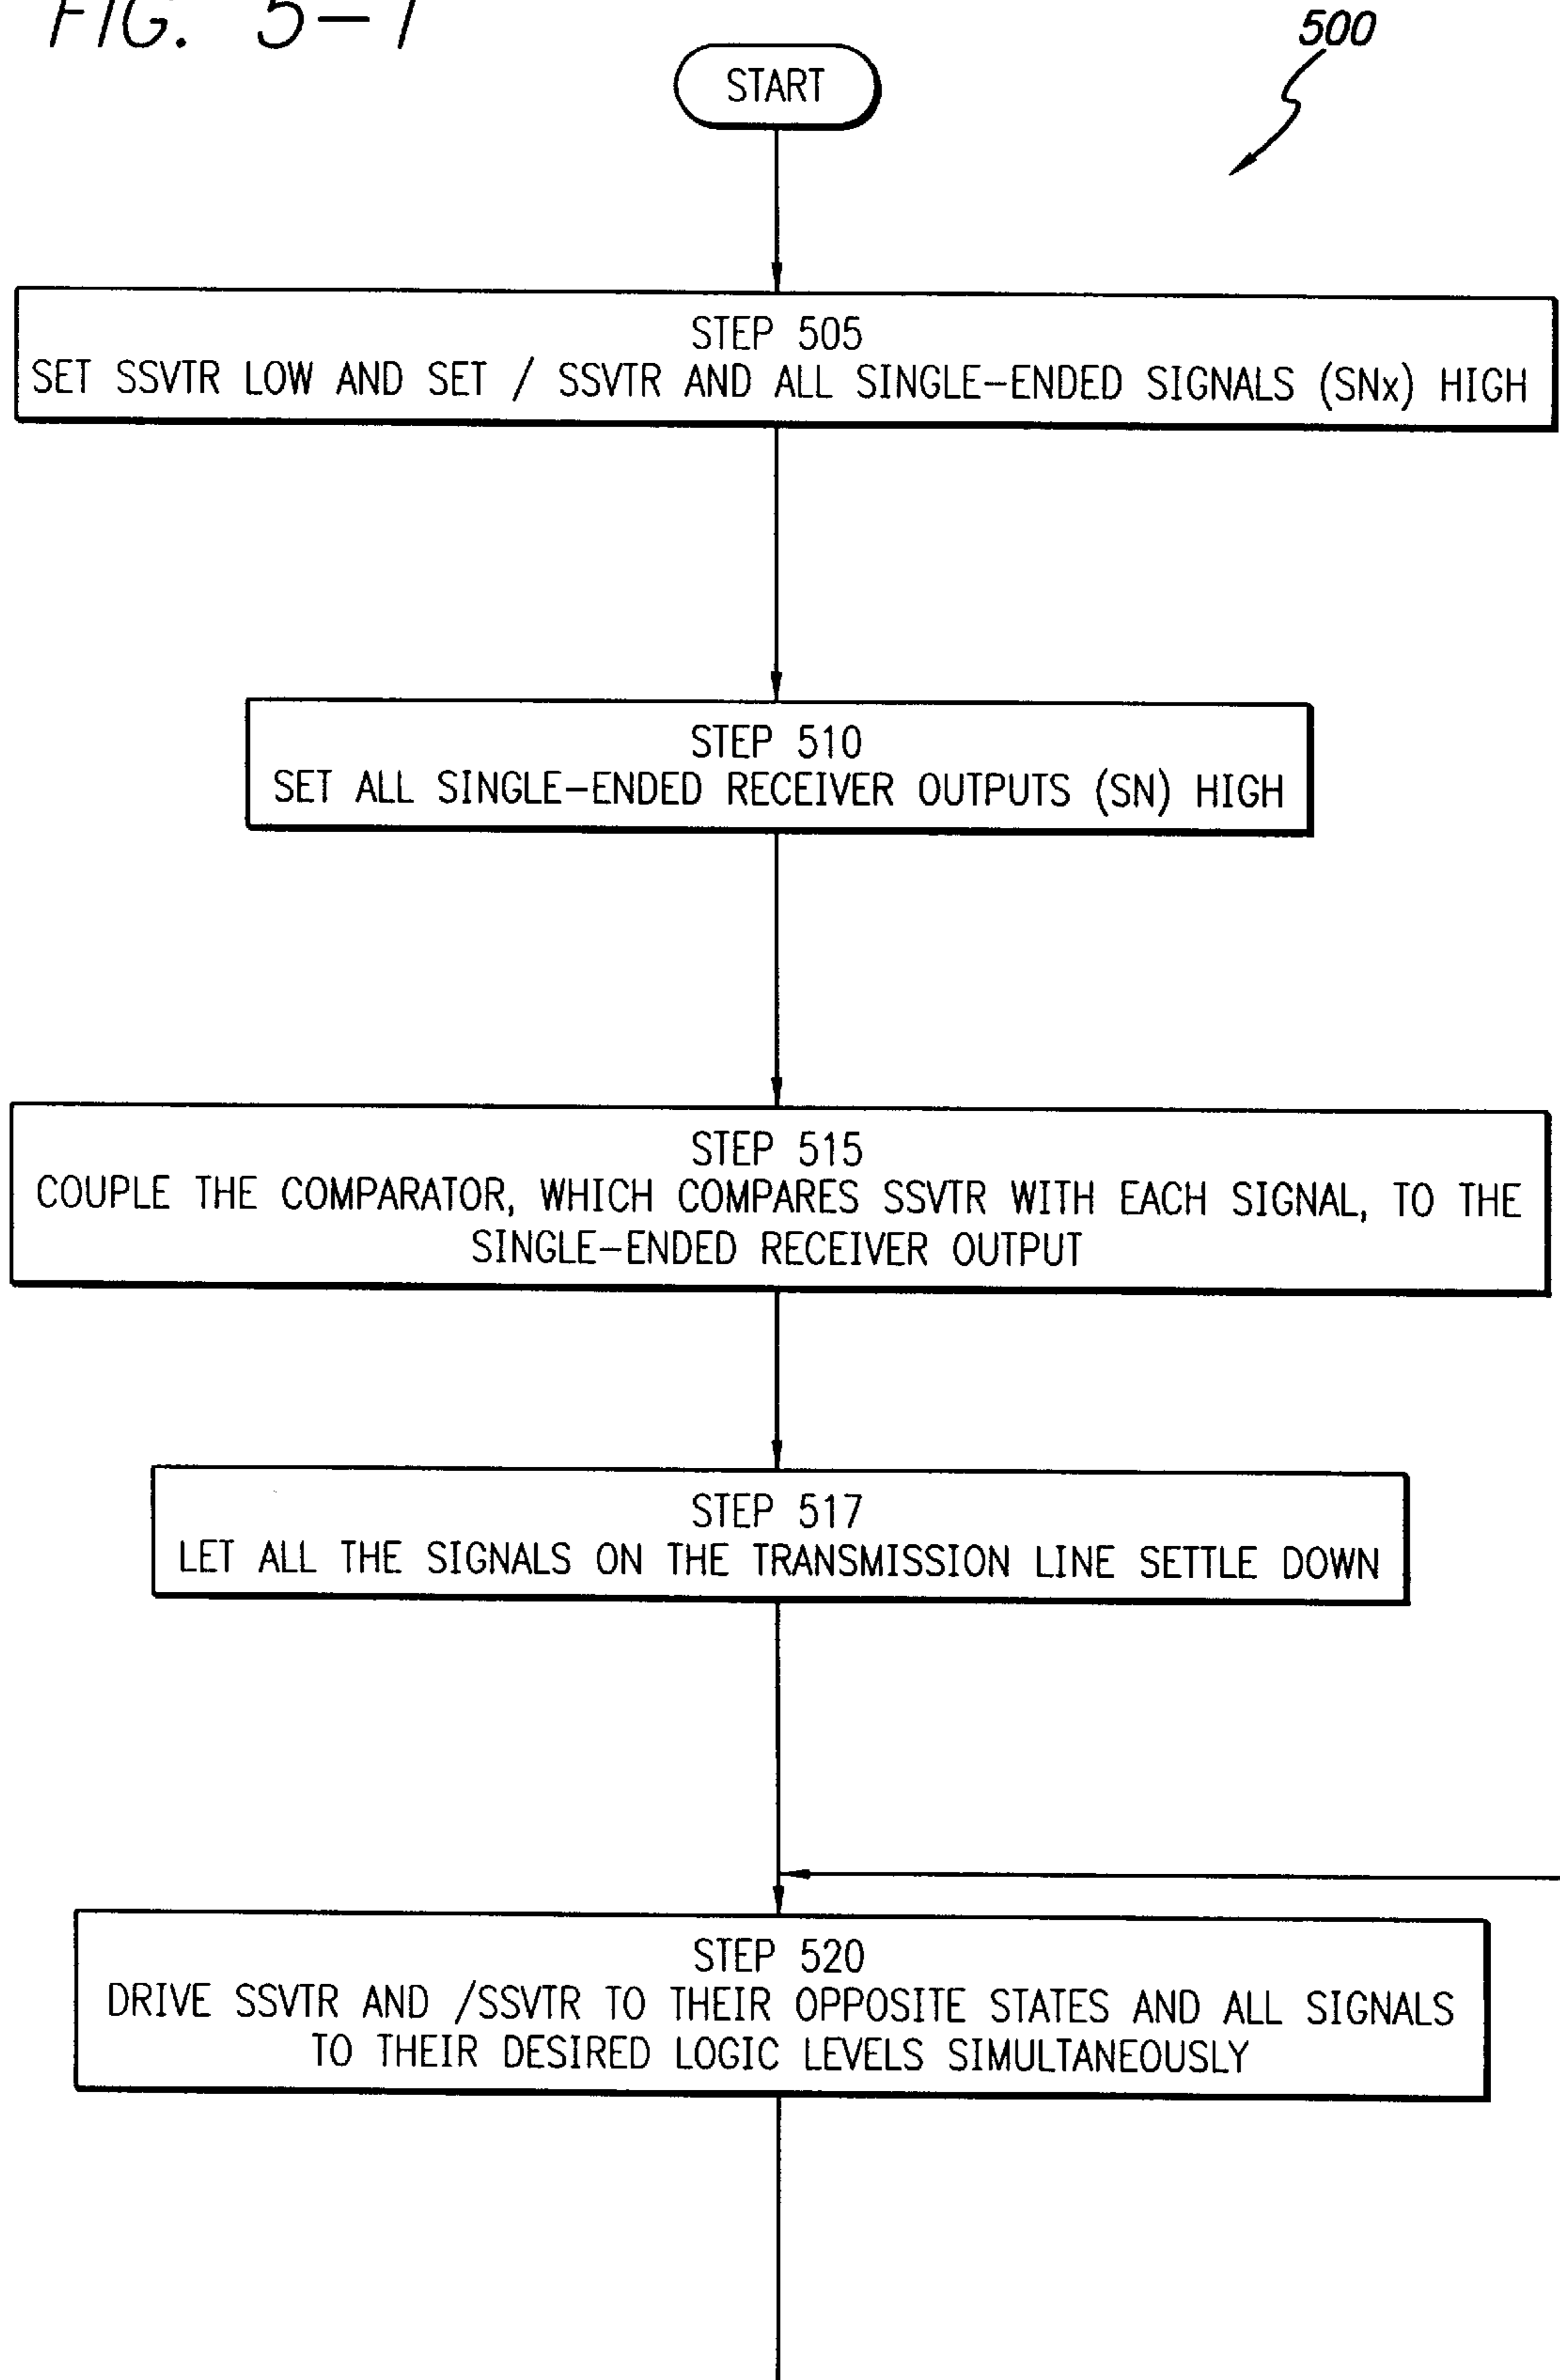 FIG. 5-1
500
START
STEP 505
SET SSVTR LOW AND SET / SSVTR AND ALL SINGLE-ENDED SIGNALS (SNx) HIGH
STEP 510
SET ALL SINGLE-ENDED RECEIVER OUTPUTS (SN) HIGH
STEP 515
COUPLE THE COMPARATOR, WHICH COMPARES SSVTR WITH EACH SIGNAL, TO THE
SINGLE-ENDED RECEIVER OUTPUT
STEP 517
LET ALL THE SIGNALS ON THE TRANSMISSION LINE SETTLE DOWN
STEP 520
DRIVE SSVTR AND /SSVTR TO THEIR OPPOSITE STATES AND ALL SIGNALS
TO THEIR DESIRED LOGIC LEVELS SIMULTANEOUSLY